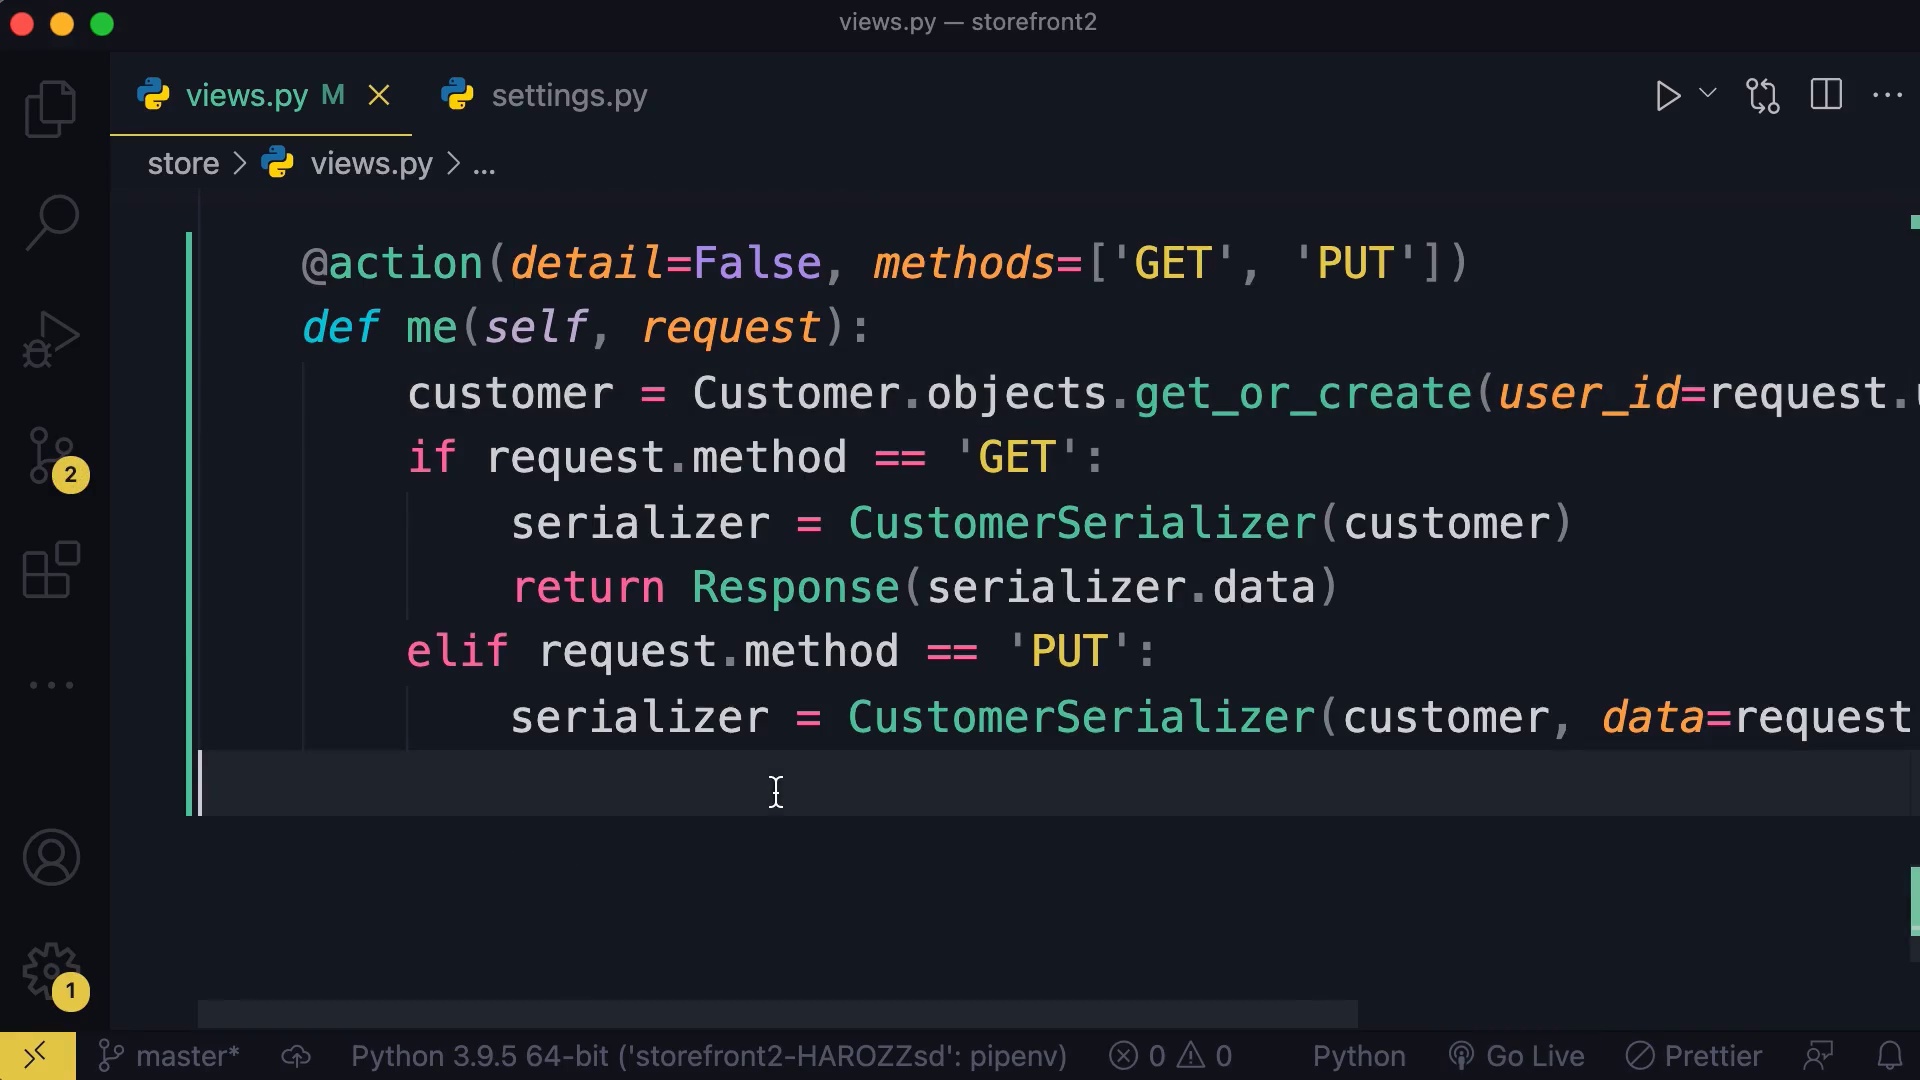 views.py — storefront2
views.py M settings.py
store > views.py > ...
@action(detail=False, methods=['GET', 'PUT'])
def me(self, request):
customer = Customer.objects.get_or_create(user_id=request.
if request.method == 'GET':
serializer = CustomerSerializer(customer)
return Response(serializer.data)
elif request.method == 'PUT':
serializer = CustomerSerializer(customer, data=request
2
1
master* Python 3.9.5 64-bit ('storefront2-HAROZZsd': pipenv) 0 0 Python Go Live Prettier